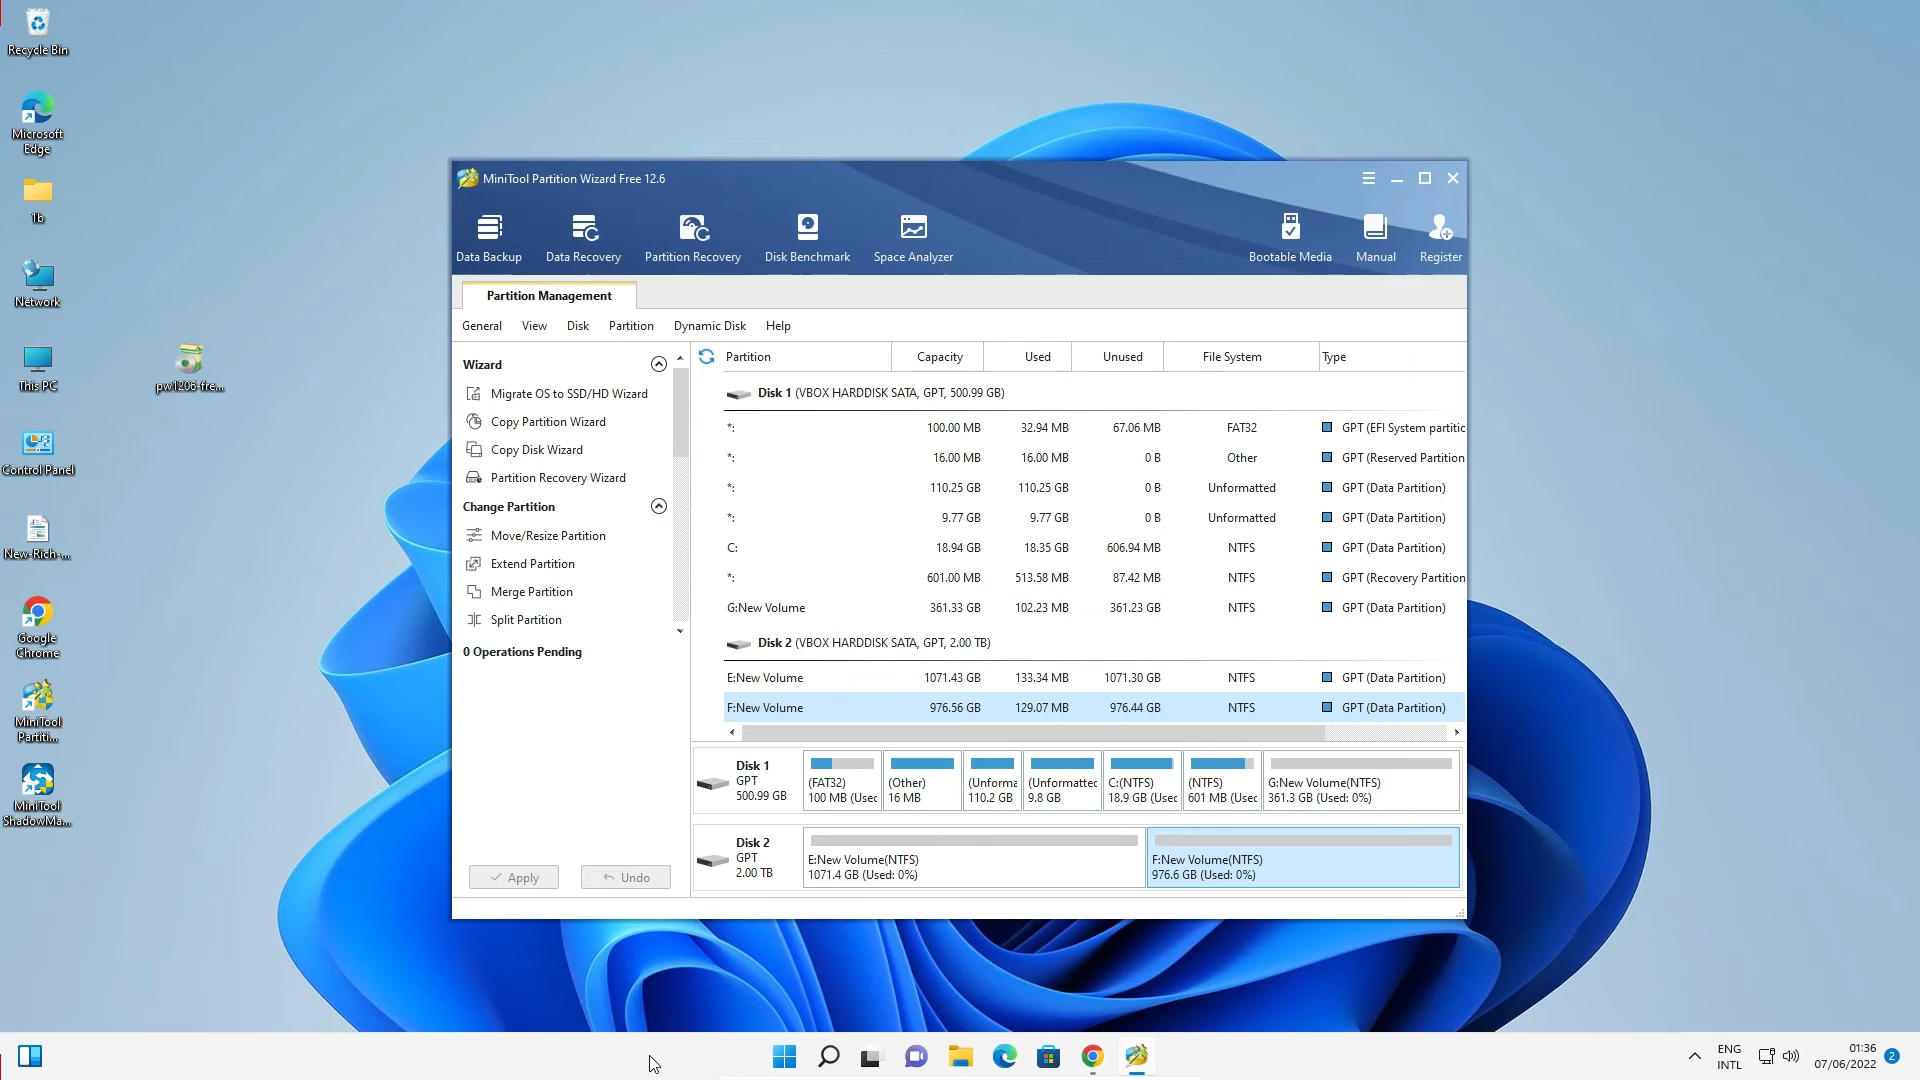 Recycle Bin
Microsoft
Edge
1b
Network
This PC
pw1206-fre...
Control Panel
New-Rich-...
Google
Chrome
MiniTool
Partiti...
MiniTool
ShadowMa...
MiniTool Partition Wizard Free 12.6
Data Backup
Data Recovery
Partition Recovery
Disk Benchmark
Space Analyzer
Bootable Media
Manual
Register
Partition Management
General View Disk Partition Dynamic Disk Help
Wizard
Migrate OS to SSD/HD Wizard
Copy Partition Wizard
Copy Disk Wizard
Partition Recovery Wizard
Change Partition
Move/Resize Partition
Extend Partition
Merge Partition
Split Partition
0 Operations Pending
Apply
Undo
Partition Capacity Used Unused File System Type
Disk 1 (VBOX HARDDISK SATA, GPT, 500.99 GB)
*: 100.00 MB 32.94 MB 67.06 MB FAT32 GPT (EFI System partitic
*: 16.00 MB 16.00 MB 0 B Other GPT (Reserved Partition
*: 110.25 GB 110.25 GB 0 B Unformatted GPT (Data Partition)
*: 9.77 GB 9.77 GB 0 B Unformatted GPT (Data Partition)
C: 18.94 GB 18.35 GB 606.94 MB NTFS GPT (Data Partition)
*: 601.00 MB 513.58 MB 87.42 MB NTFS GPT (Recovery Partition
G:New Volume 361.33 GB 102.23 MB 361.23 GB NTFS GPT (Data Partition)
Disk 2 (VBOX HARDDISK SATA, GPT, 2.00 TB)
E:New Volume 1071.43 GB 133.34 MB 1071.30 GB NTFS GPT (Data Partition)
F:New Volume 976.56 GB 129.07 MB 976.44 GB NTFS GPT (Data Partition)
Disk 1
GPT
500.99 GB
(FAT32)
100 MB (Used
(Other)
16 MB
(Unforma
110.2 GB
(Unformatted
9.8 GB
C:(NTFS)
18.9 GB (Used
(NTFS)
601 MB (Used
G:New Volume(NTFS)
361.3 GB (Used: 0%)
Disk 2
GPT
2.00 TB
E:New Volume(NTFS)
1071.4 GB (Used: 0%)
F:New Volume(NTFS)
976.6 GB (Used: 0%)
ENG
INTL
01:36
07/06/2022
2